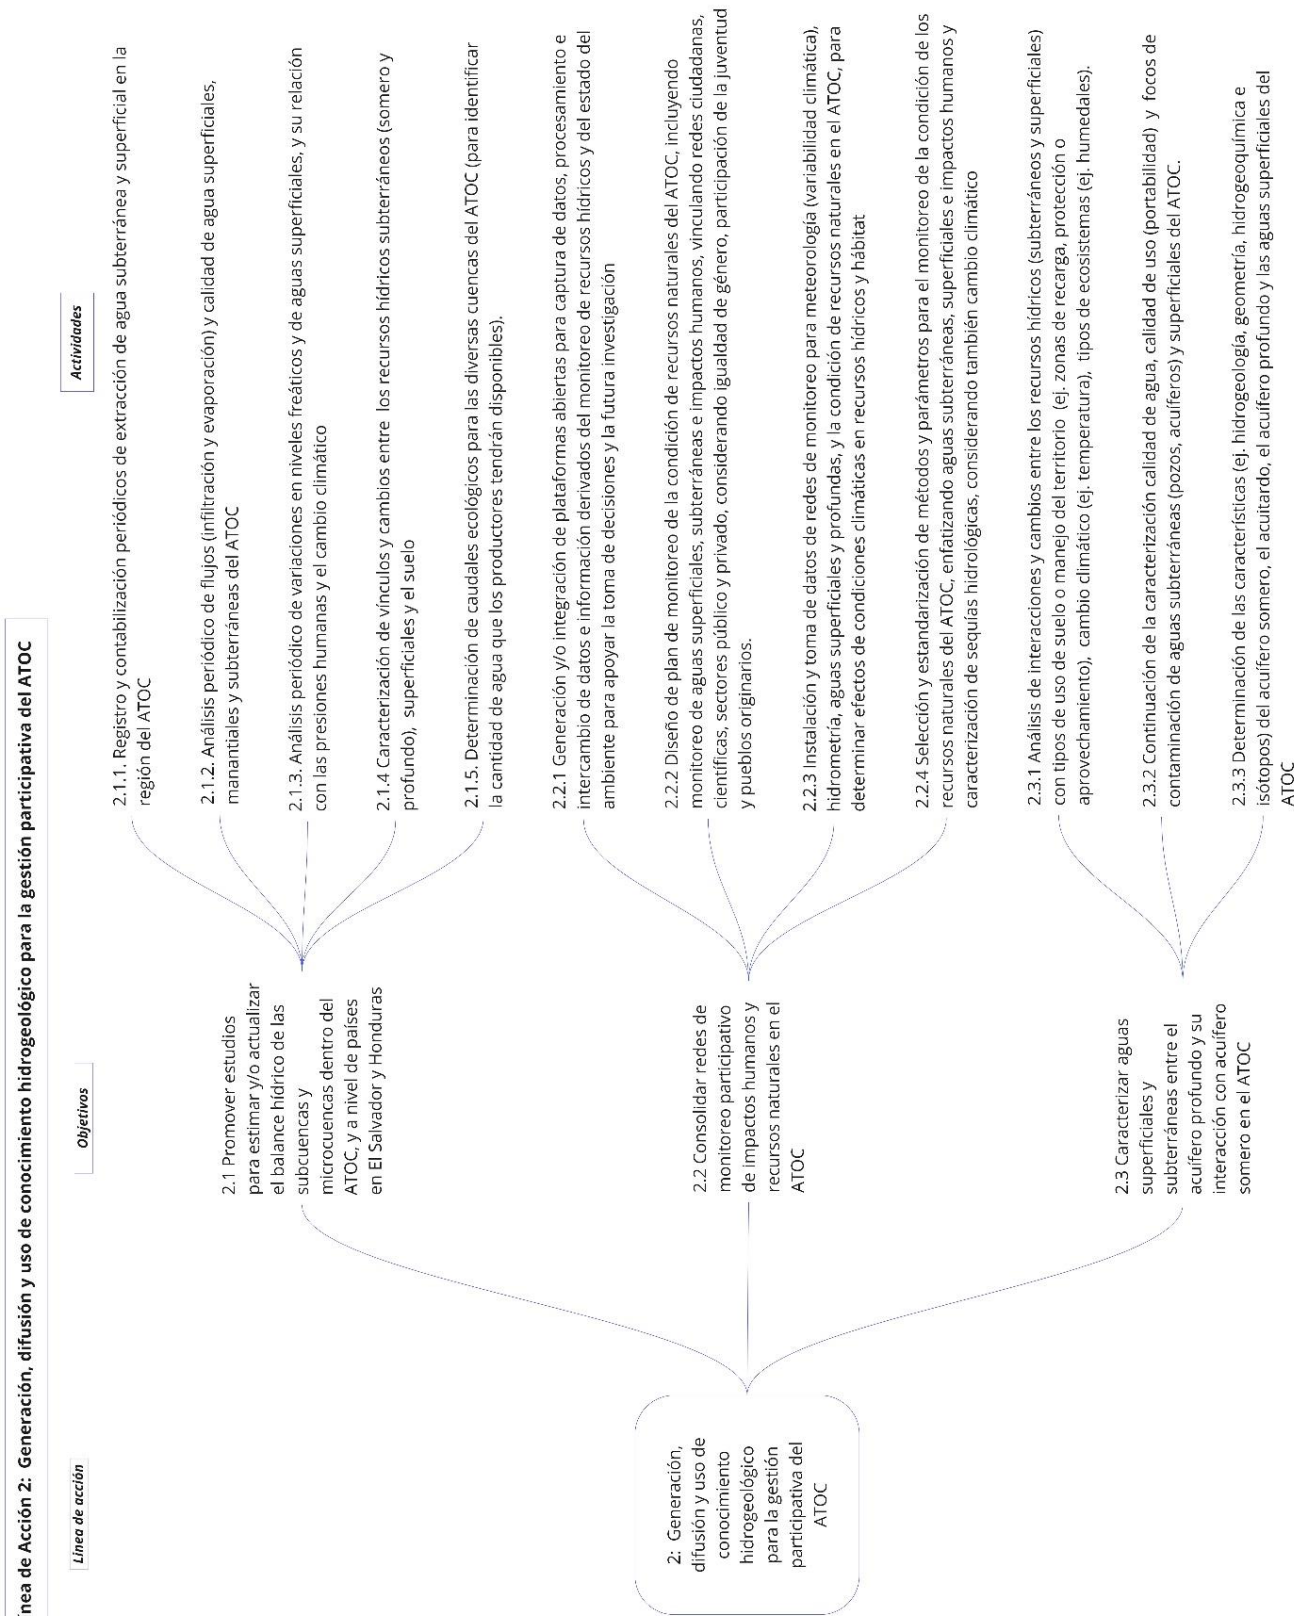 nea de Acción 2:  Generación, difusión y uso de conocimiento hidrogeológico para la gestión participativa del ATOC
Linea de acción
Objetivos
Actividades
2:  Generación,
difusión y uso de
conocimiento
hidrogeológico
para la gestión
participativa del
ATOC
2.1 Promover estudios
para estimar y/o actualizar
el balance hídrico de las
subcuencas y
microcuencas dentro del
ATOC, y a nivel de países
en El Salvador y Honduras
2.1.1. Registro y contabilización periódicos de extracción de agua subterránea y superficial en la
región del ATOC
2.1.2. Análisis periódico de flujos (infiltración y evaporación) y calidad de agua superficiales,
manantiales y subterráneas del ATOC
2.1.3. Análisis periódico de variaciones en niveles freáticos y de aguas superficiales, y su relación
con las presiones humanas y el cambio climático
2.1.4 Caracterización de vínculos y cambios entre  los recursos hídricos subterráneos (somero y
profundo),  superficiales y el suelo
2.1.5. Determinación de caudales ecológicos para las diversas cuencas del ATOC (para identificar
la cantidad de agua que los productores tendrán disponibles).
2.2 Consolidar redes de
monitoreo participativo
de impactos humanos y
recursos naturales en el
ATOC
2.2.1 Generación y/o integración de plataformas abiertas para captura de datos, procesamiento e
intercambio de datos e información derivados del monitoreo de recursos hídricos y del estado del
ambiente para apoyar la toma de decisiones y la futura investigación
2.2.2 Diseño de plan de monitoreo de la condición de recursos naturales del ATOC, incluyendo
monitoreo de aguas superficiales, subterráneas e impactos humanos, vinculando redes ciudadanas,
científicas, sectores público y privado, considerando igualdad de género, participación de la juventud
y pueblos originarios.
2.2.3 Instalación y toma de datos de redes de monitoreo para meteorología (variabilidad climática),
hidrometría, aguas superficiales y profundas, y la condición de recursos naturales en el ATOC, para
determinar efectos de condiciones climáticas en recursos hídricos y hábitat
2.2.4 Selección y estandarización de métodos y parámetros para el monitoreo de la condición de los
recursos naturales del ATOC, enfatizando aguas subterráneas, superficiales e impactos humanos y
caracterización de sequías hidrológicas, considerando también cambio climático
2.3 Caracterizar aguas
superficiales y
subterráneas entre el
acuífero profundo y su
interacción con acuífero
somero en el ATOC
2.3.1 Análisis de interacciones y cambios entre los recursos hídricos (subterráneos y superficiales)
con tipos de uso de suelo o manejo del territorio  (ej. zonas de recarga, protección o
aprovechamiento),  cambio climático (ej. temperatura),  tipos de ecosistemas (ej. humedales).
2.3.2 Continuación de la caracterización calidad de agua, calidad de uso (portabilidad)  y  focos de
contaminación de aguas subterráneas (pozos, acuíferos) y superficiales del ATOC.
2.3.3 Determinación de las características (ej. hidrogeología, geometría, hidrogeoquímica e
isótopos) del acuífero somero, el acuitardo, el acuífero profundo y las aguas superficiales del
ATOC